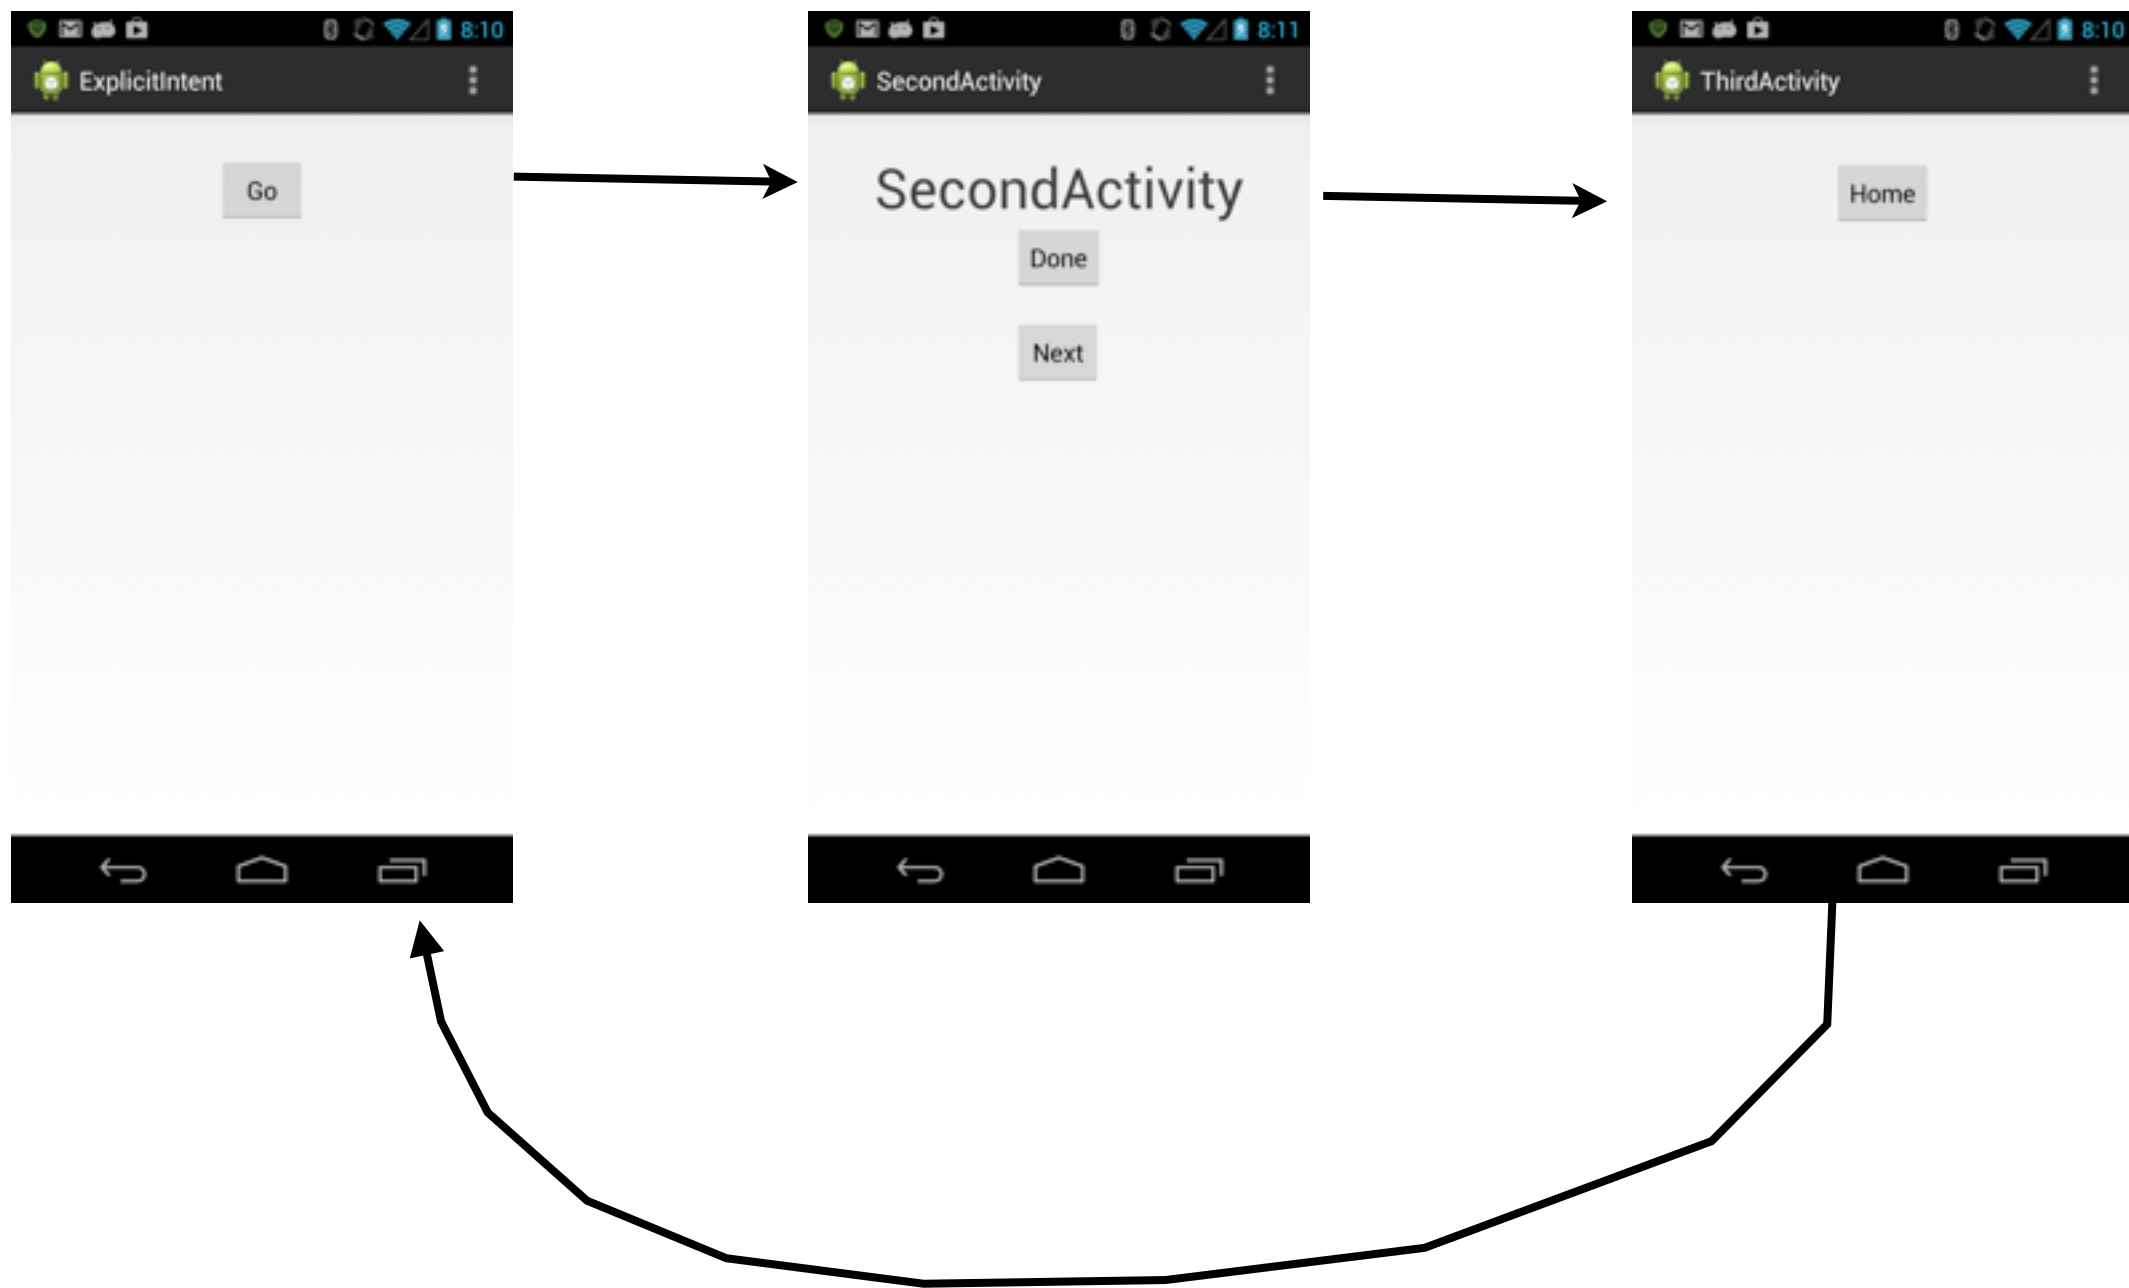 8:10
ExplicitIntent
Go
8:11
SecondActivity
SecondActivity
Done
Next
8:10
ThirdActivity
Home